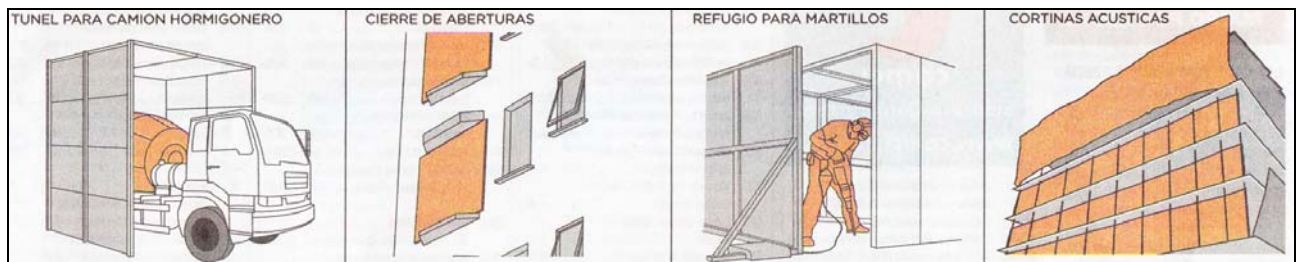 TUNEL PARA CAMION HORMIGONERO
CIERRE DE ABERTURAS
REFUGIO PARA MARTILLOS
CORTINAS ACUSTICAS